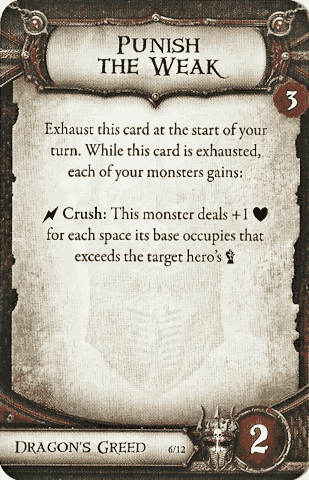 PUNISH
THE WEAK
3
Exhaust this card at the start of your
turn. While this card is exhausted,
each of your monsters gains:
Crush: This monster deals +1
for each space its base occupies that
exceeds the target hero's
DRAGON'S GREED 6/12 2